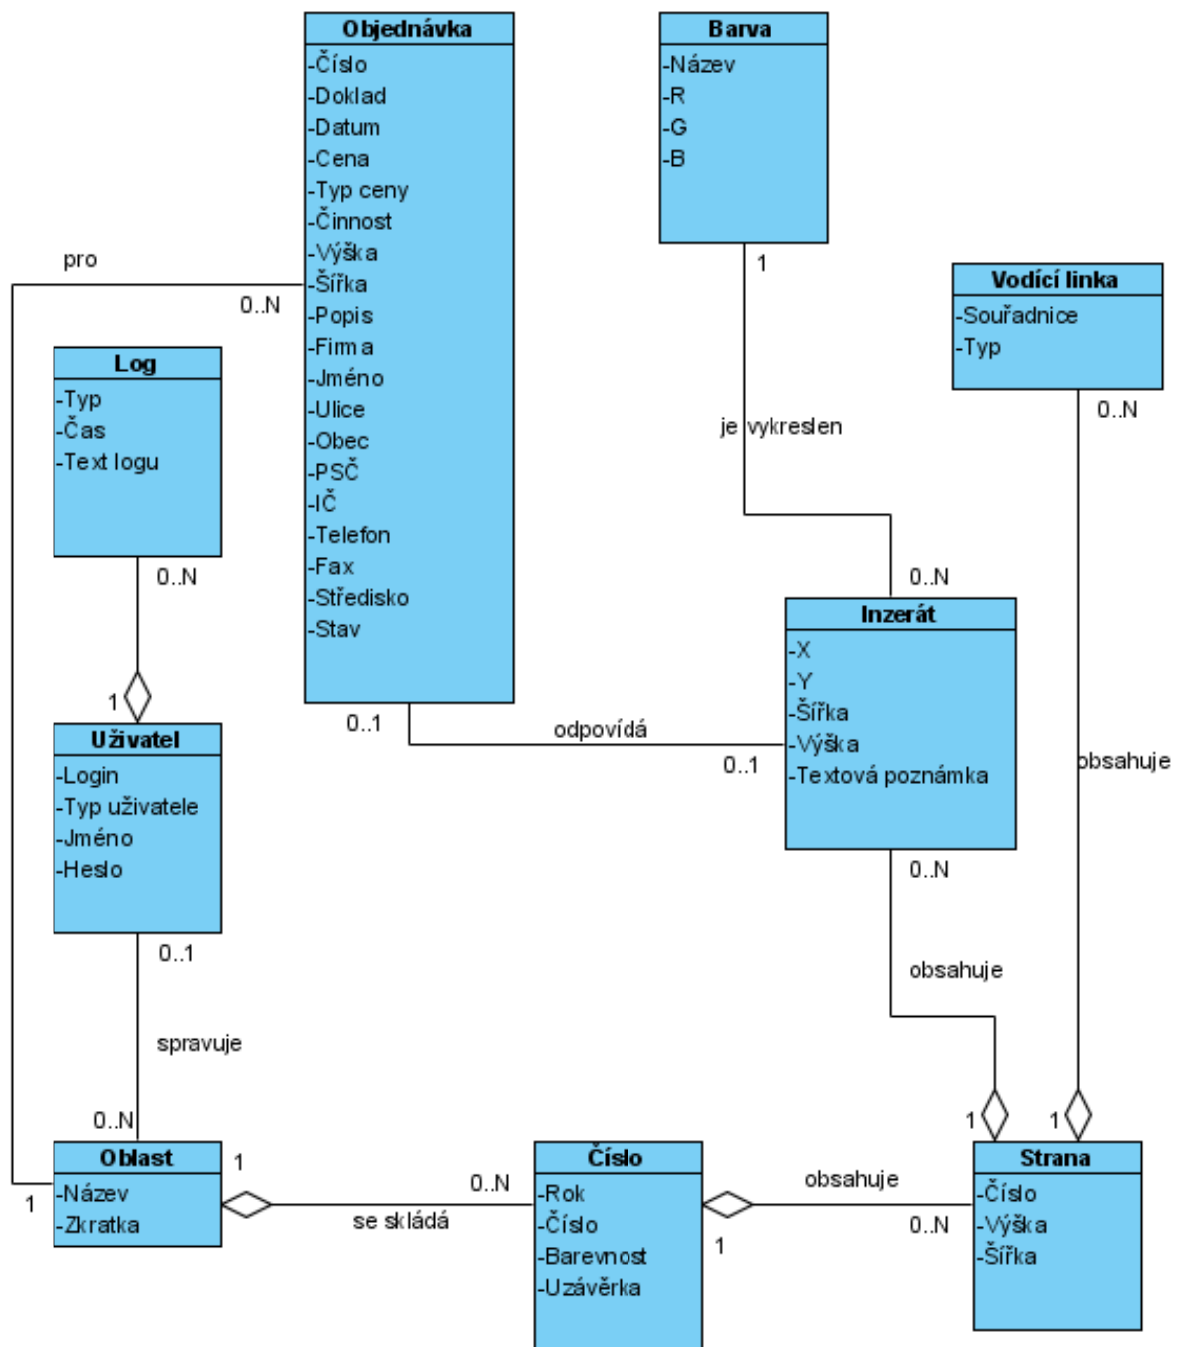 Objednávka
-Číslo
-Doklad
-Datum
-Cena
-Typ ceny
-Činnost
-Výška
-Šířka
-Popis
-Firma
-Jméno
-Ulice
-Obec
-PSČ
-IČ
-Telefon
-Fax
-Středisko
-Stav
Barva
-Název
-R
-G
-B
1
pro
0..N
Vodící linka
-Souřadnice
-Typ
0..N
Log
-Typ
-Čas
-Text logu
0..N
je vykreslen
0..N
Inzerát
-X
-Y
-Šířka
-Výška
-Textová poznámka
1
0..1
odpovídá
0..1
obsahuje
Uživatel
-Login
-Typ uživatele
-Jméno
-Heslo
0..1
0..N
obsahuje
spravuje
0..N
1
1
Oblast
-Název
-Zkratka
1
1
se skládá
0..N
Číslo
-Rok
-Číslo
-Barevnost
-Uzávěrka
obsahuje
1
0..N
Strana
-Číslo
-Výška
-Šířka